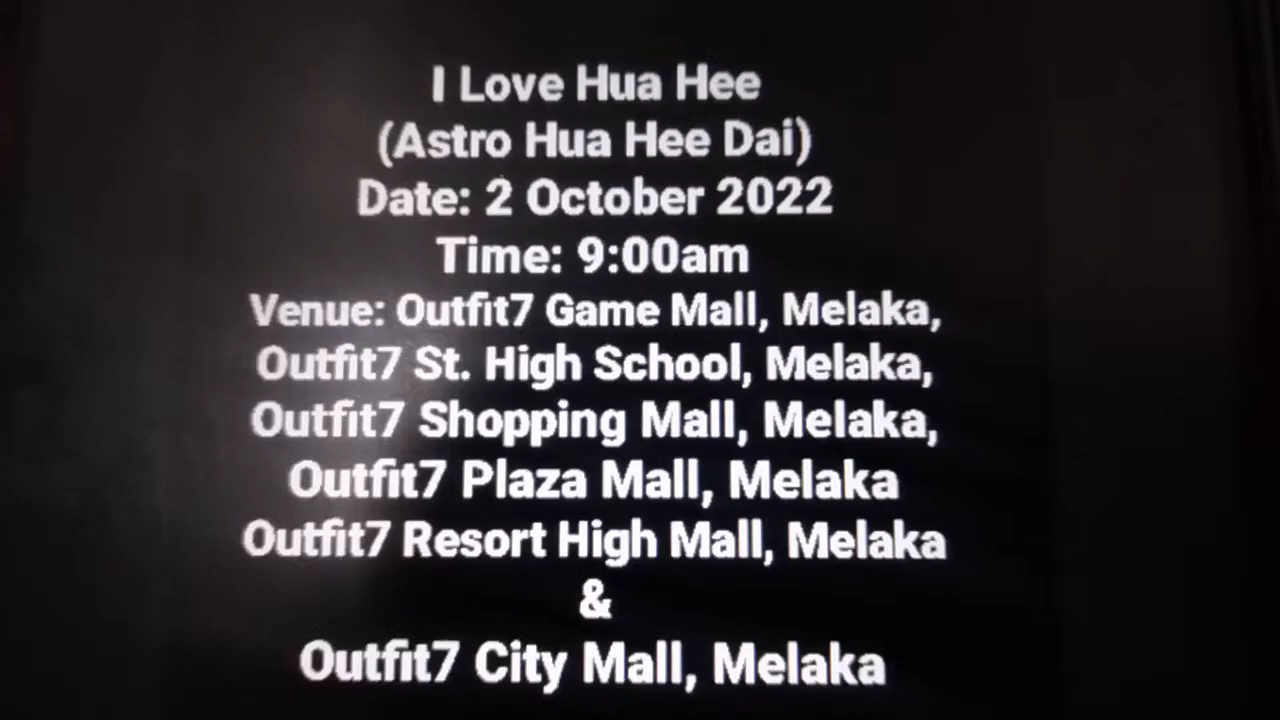 I Love Hua Hee
(Astro Hua Hee Dai)
Date: 2 October 2022
Time: 9:00am
Venue: Outfit7 Game Mall, Melaka,
Outfit7 St. High School, Melaka,
Outfit7 Shopping Mall, Melaka,
Outfit7 Plaza Mall, Melaka
Outfit7 Resort High Mall, Melaka
&
Outfit7 City Mall, Melaka